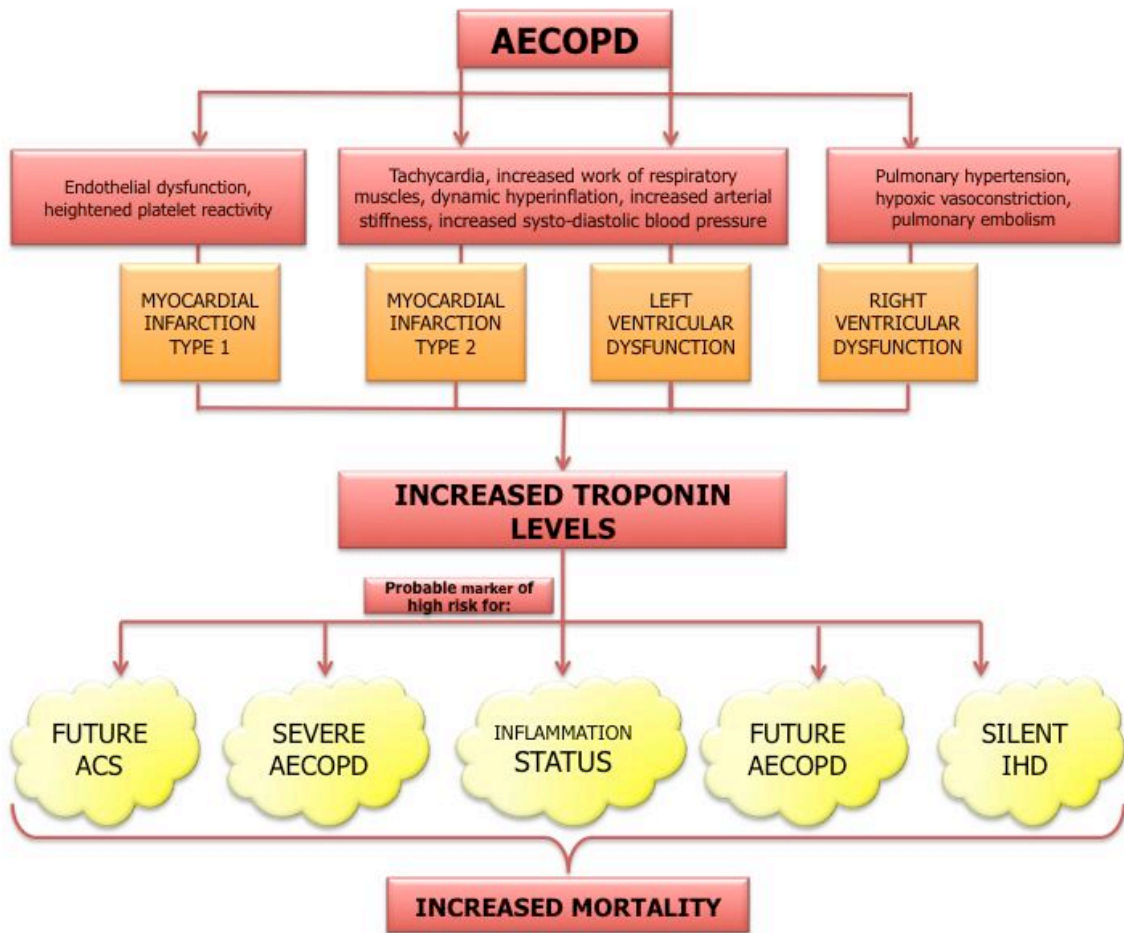 AECOPD
Endothelial dysfunction,
heightened platelet reactivity
Tachycardia, increased work of respiratory
muscles, dynamic hyperinflation, increased arterial
stiffness, increased systo-diastolic blood pressure
Pulmonary hypertension,
hypoxic vasoconstriction,
pulmonary embolism
MYOCARDIAL
INFARCTION
TYPE 1
MYOCARDIAL
INFARCTION
TYPE 2
LEFT
VENTRICULAR
DYSFUNCTION
RIGHT
VENTRICULAR
DYSFUNCTION
INCREASED TROPONIN
LEVELS
Probable marker of
high risk for:
FUTURE
ACS
SEVERE
AECOPD
INFLAMMATION
STATUS
FUTURE
AECOPD
SILENT
IHD
INCREASED MORTALITY